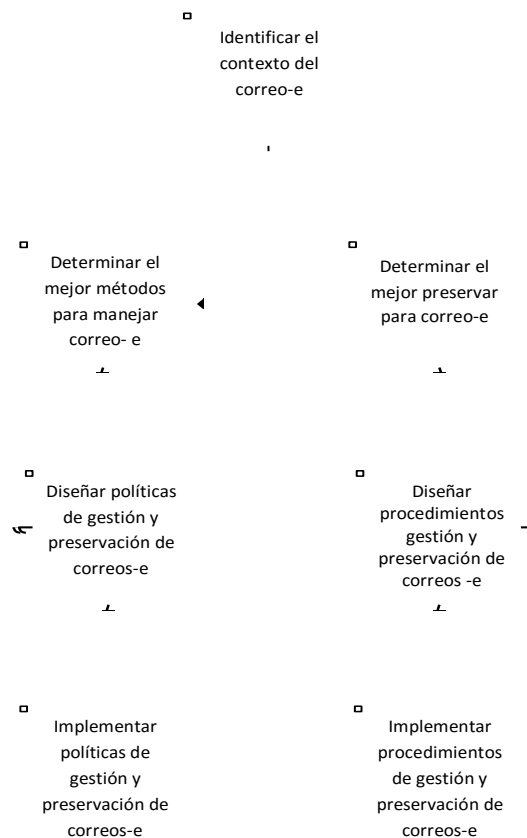 Identificar el
contexto del
correo-e
Determinar el
mejor métodos
para manejar
correo- e
Determinar el
mejor preservar
para correo-e
Diseñar políticas
de gestión y
preservación de
correos-e
Diseñar
procedimientos
gestión y
preservación de
correos -e
Implementar
políticas de
gestión y
preservación de
correos-e
Implementar
procedimientos
de gestión y
preservación de
correos-e